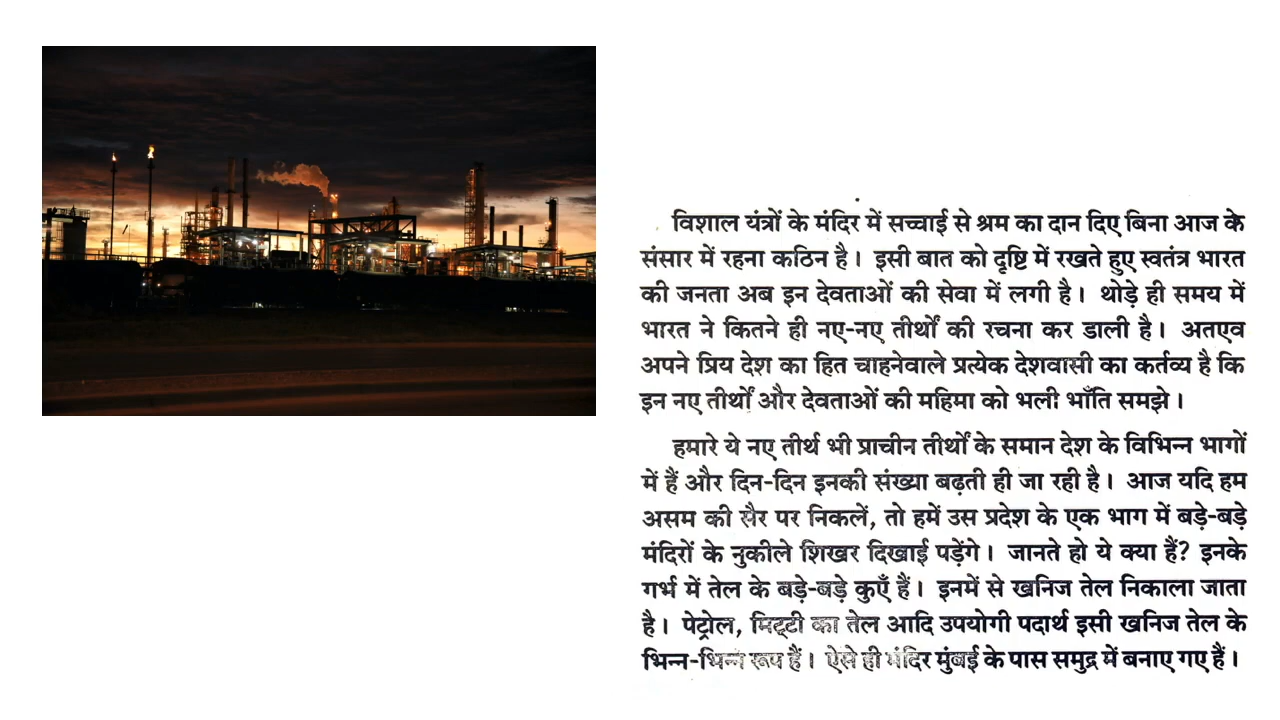 विशाल यंत्रों के मंदिर में सच्चाई से श्रम का दान दिए बिना आज के
संसार में रहना कठिन है। इसी बात को दृष्टि में रखते हुए स्वतंत्र भारत
की जनता अब इन देवताओं की सेवा में लगी है। थोड़े ही समय में
भारत ने कितने ही नए-नए तीर्थों की रचना कर डाली है। अतएव
अपने प्रिय देश का हित चाहनेवाले प्रत्येक देशवासी का कर्तव्य है कि
इन नए तीर्थों और देवताओं की महिमा को भली भाँति समझे।
हमारे ये नए तीर्थ भी प्राचीन तीर्थों के समान देश के विभिन्न भागों
में हैं और दिन-दिन इनकी संख्या बढ़ती ही जा रही है। आज यदि हम
असम की सैर पर निकलें, तो हमें उस प्रदेश के एक भाग में बड़े-बड़े
मंदिरों के नुकीले शिखर दिखाई पड़ेंगे। जानते हो ये क्या हैं? इनके
गर्भ में तेल के बड़े-बड़े कुएँ हैं। इनमें से खनिज तेल निकाला जाता
है। पेट्रोल, मिट्टी का तेल आदि उपयोगी पदार्थ इसी खनिज तेल के
भिन्न-भिन्न रूप हैं। ऐसे ही मंदिर मुंबई के पास समुद्र में बनाए गए हैं।